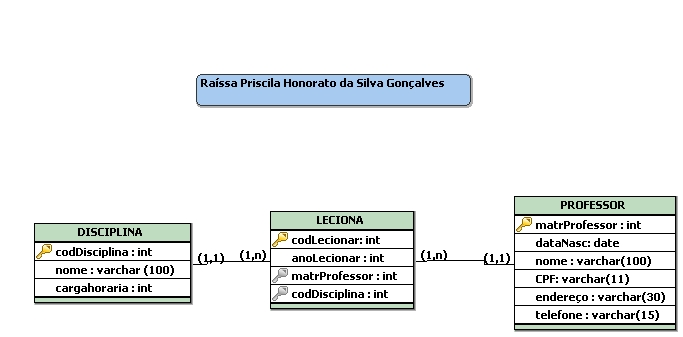 Raíssa Priscila Honorato da Silva Gonçalves
DISCIPLINA
codDisciplina : int
nome : varchar (100)
cargahoraria : int
(1,1)
(1,n)
LECIONA
codLecionar: int
anoLecionar : int
matrProfessor : int
codDisciplina : int
(1,n)
(1,1)
PROFESSOR
matrProfessor : int
dataNasc: date
nome : varchar(100)
CPF: varchar(11)
endereço : varchar(30)
telefone : varchar(15)